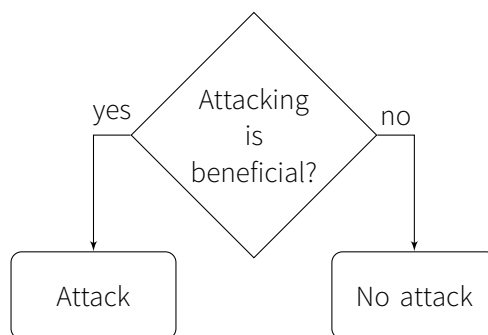 Attacking
is
beneficial?
yes
no
Attack
No attack